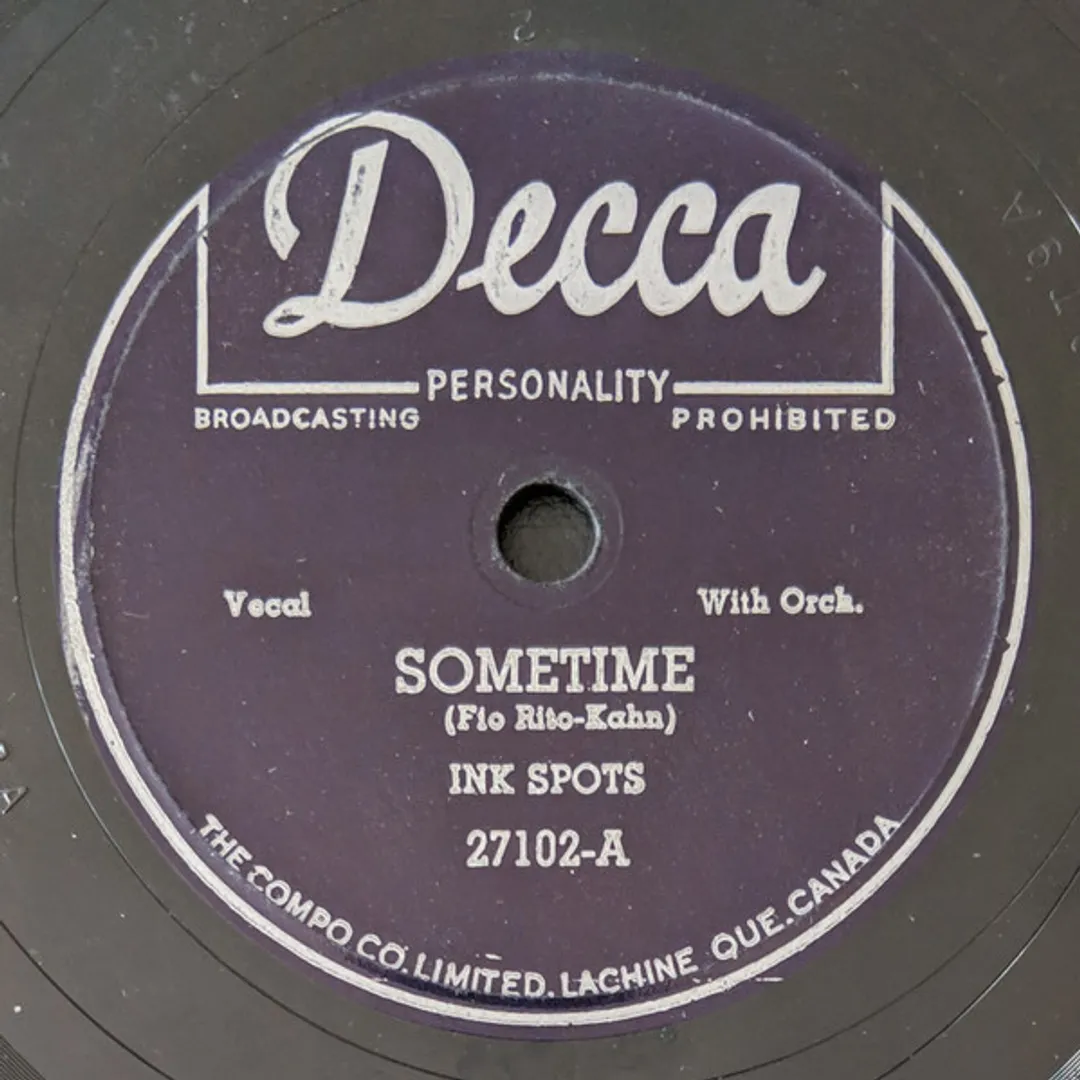 Decca
PERSONALITY
BROADCASTING PROHIBITED
Vocal With Orch.
SOMETIME
(Fio Rito-Kahn)
INK SPOTS
27102-A
THE COMPO CO. LIMITED, LACHINE QUE. CANADA